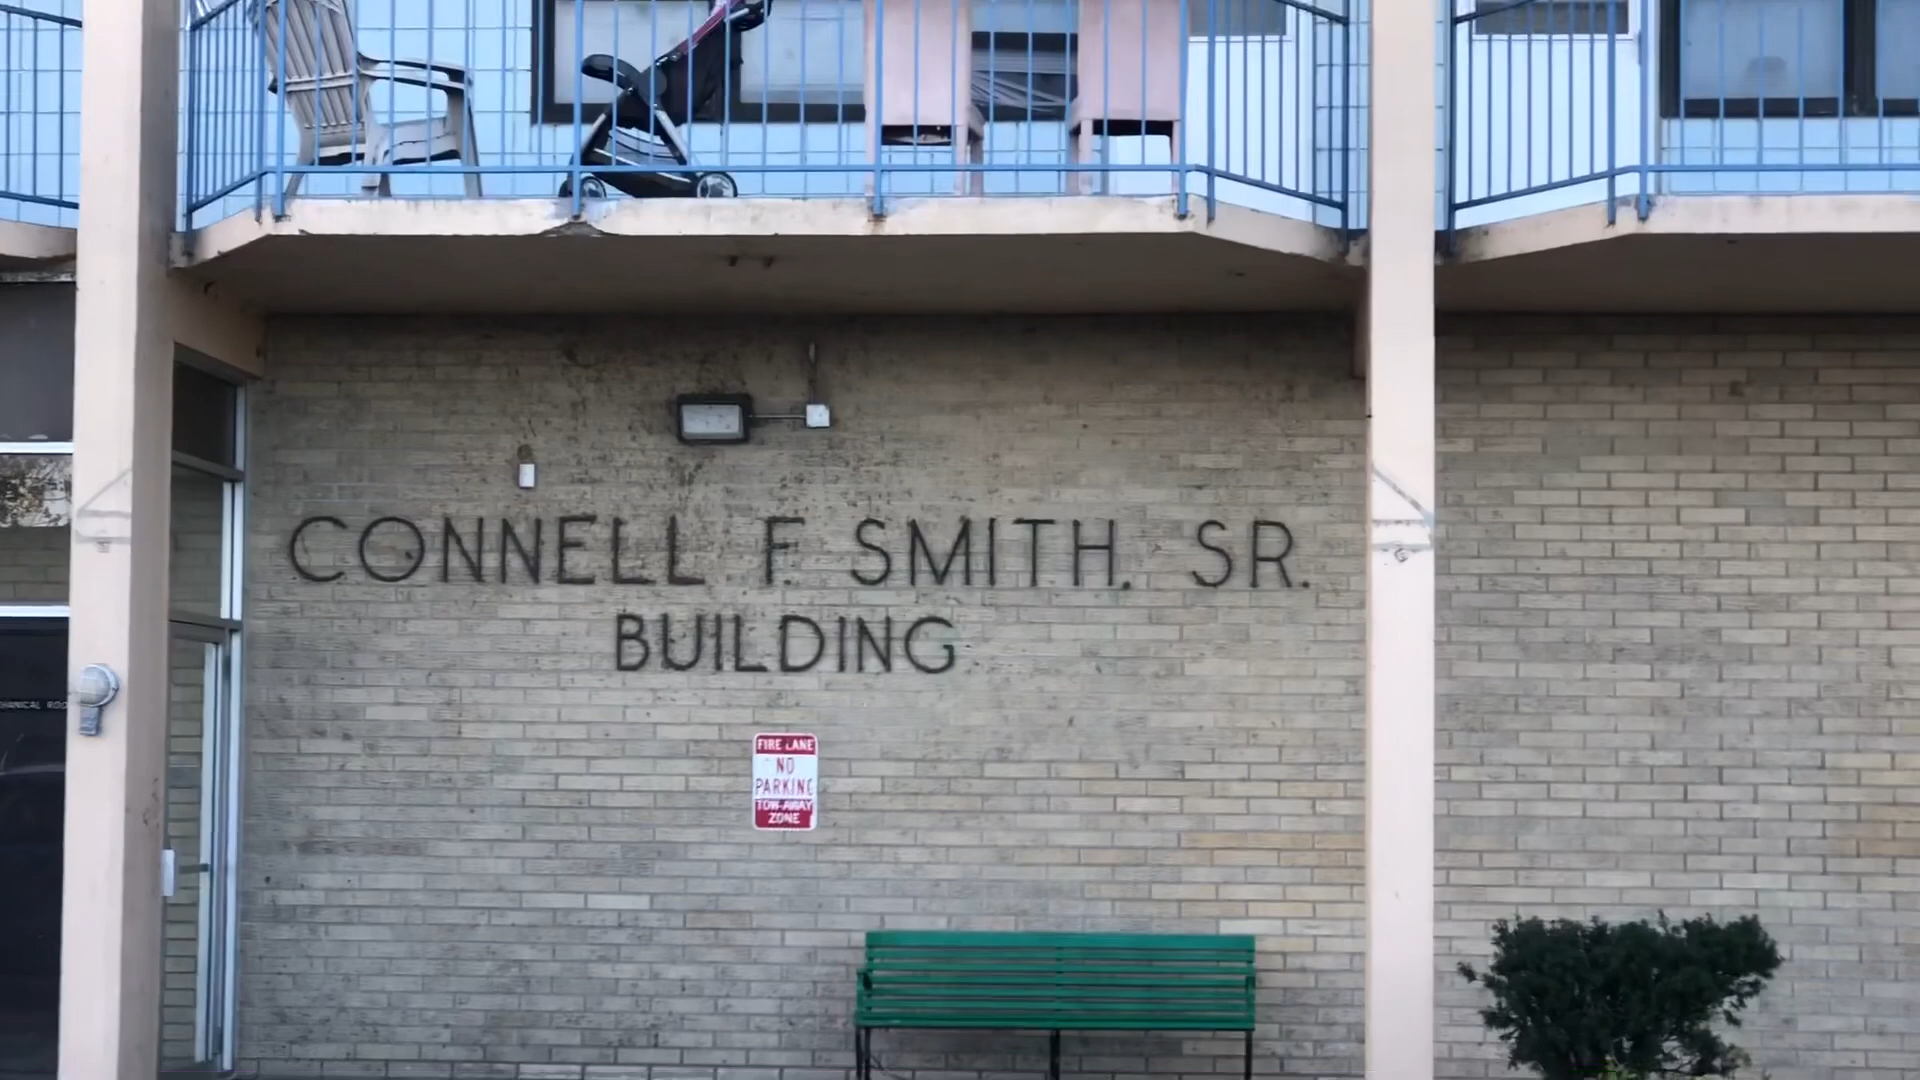 CONNELL F. SMITH, SR.
BUILDING
FIRE LANE
NO
PARKING
TOW-AWAY
ZONE